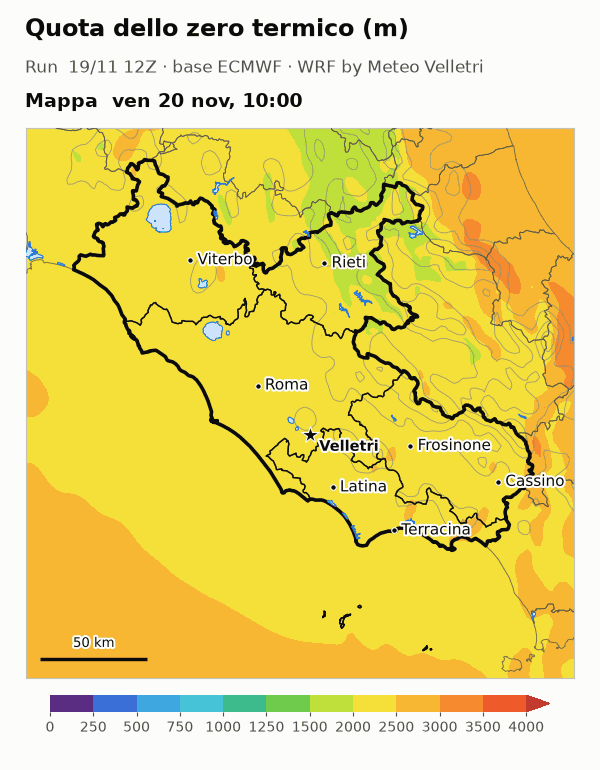 Quota dello zero termico (m)
Run 19/11 12Z · base ECMWF · WRF by Meteo Velletri
Mappa ven 20 nov, 10:00
Viterbo
Rieti
Roma
Velletri
Frosinone
Cassino
Latina
Terracina
50 km
0 250 500 750 1000 1250 1500 2000 2500 3000 3500 4000